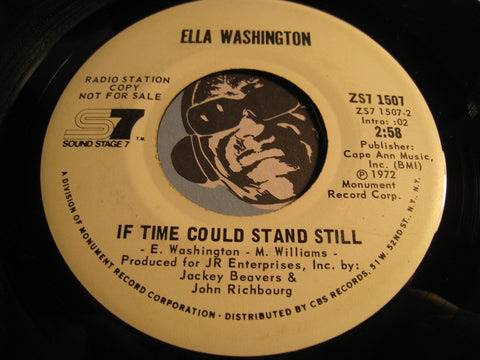 ELLA WASHINGTON
RADIO STATION
COPY
NOT FOR SALE
S7 T.M.
SOUND STAGE 7
ZS7 1507
ZS7 1507-2
Intro: :02
2:58
Publisher:
Cape Ann Music,
Inc. (BMI)
Ⓟ 1972
Monument
Record Corp.
IF TIME COULD STAND STILL
- E. Washington - M. Williams -
Produced for JR Enterprises, Inc. by:
Jackey Beavers &
John Richbourg
A DIVISION OF MONUMENT RECORD CORPORATION - DISTRIBUTED BY CBS RECORDS, 51 W. 52ND ST., N.Y., N.Y.